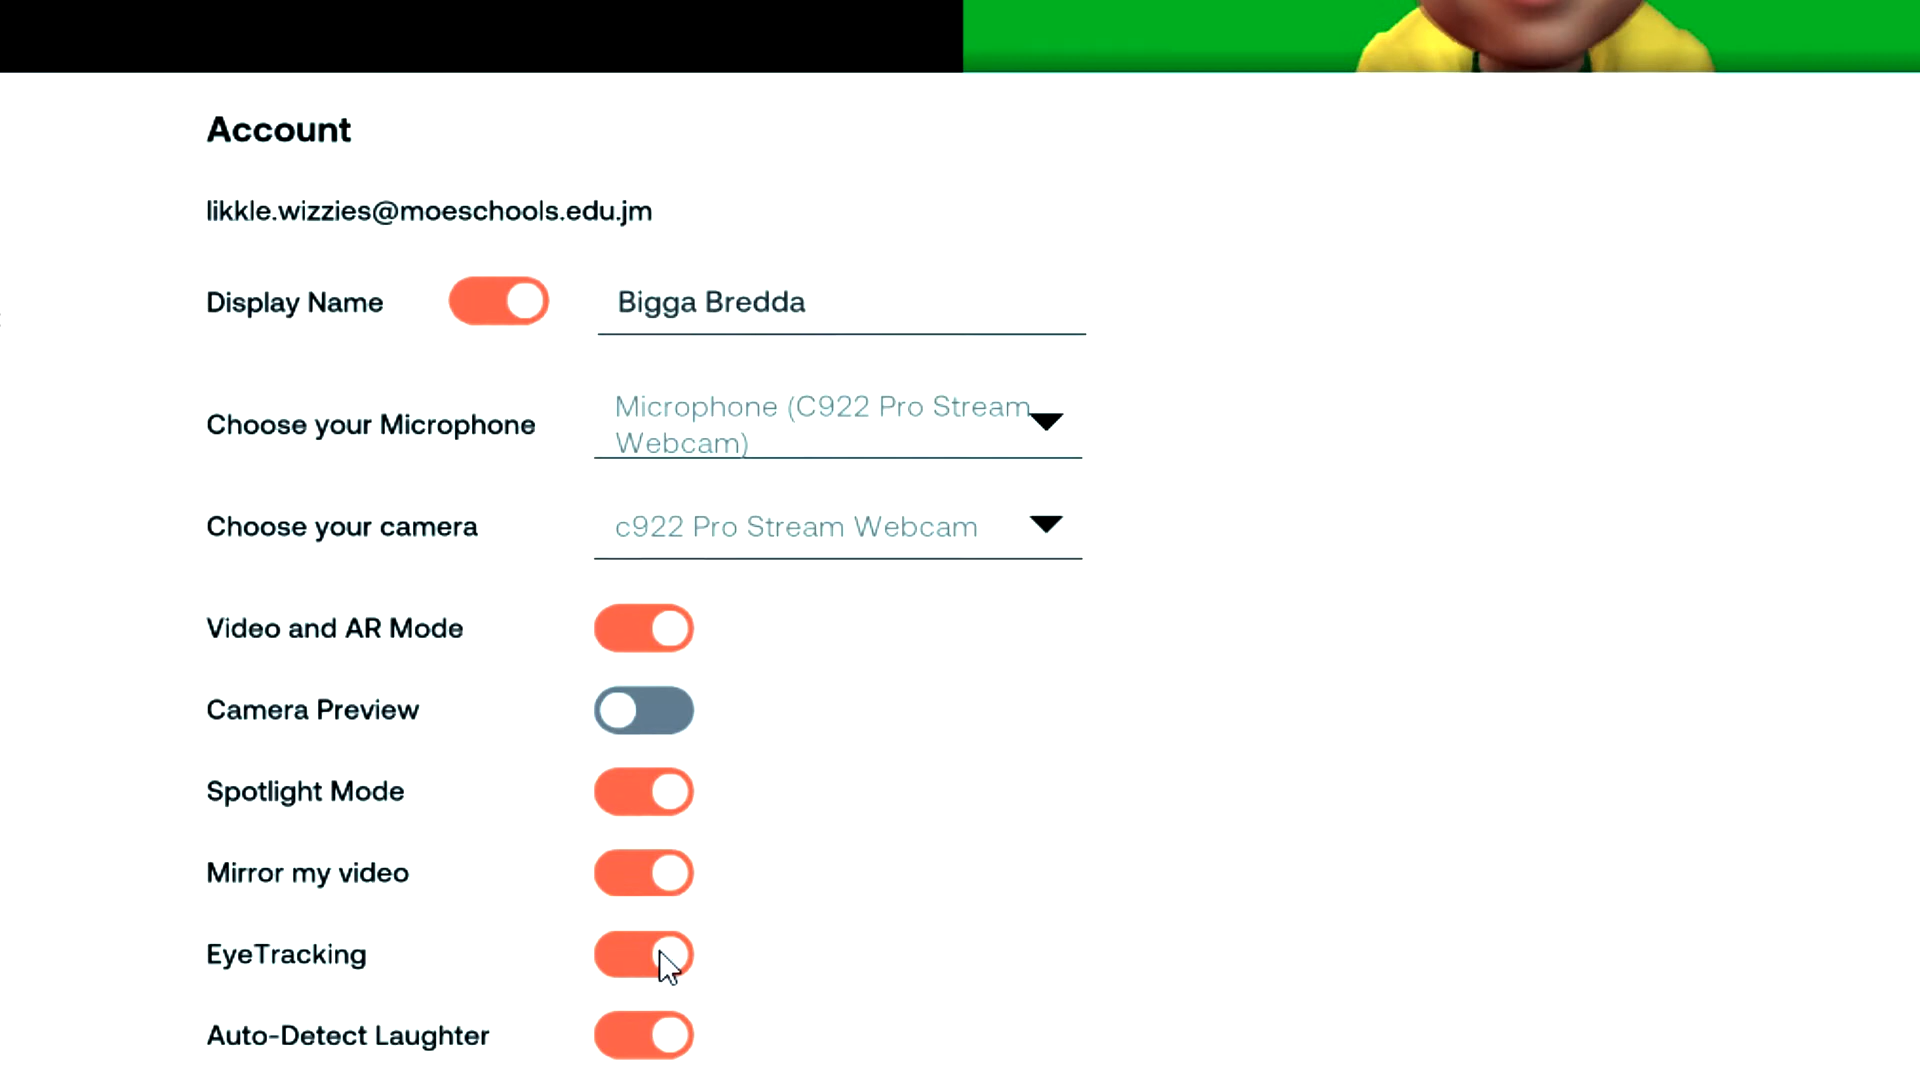 Account
likkle.wizzies@moeschools.edu.jm
Display Name
Bigga Bredda
Choose your Microphone
Microphone (C922 Pro Stream
Webcam)
Choose your camera
c922 Pro Stream Webcam
Video and AR Mode
Camera Preview
Spotlight Mode
Mirror my video
EyeTracking
Auto-Detect Laughter